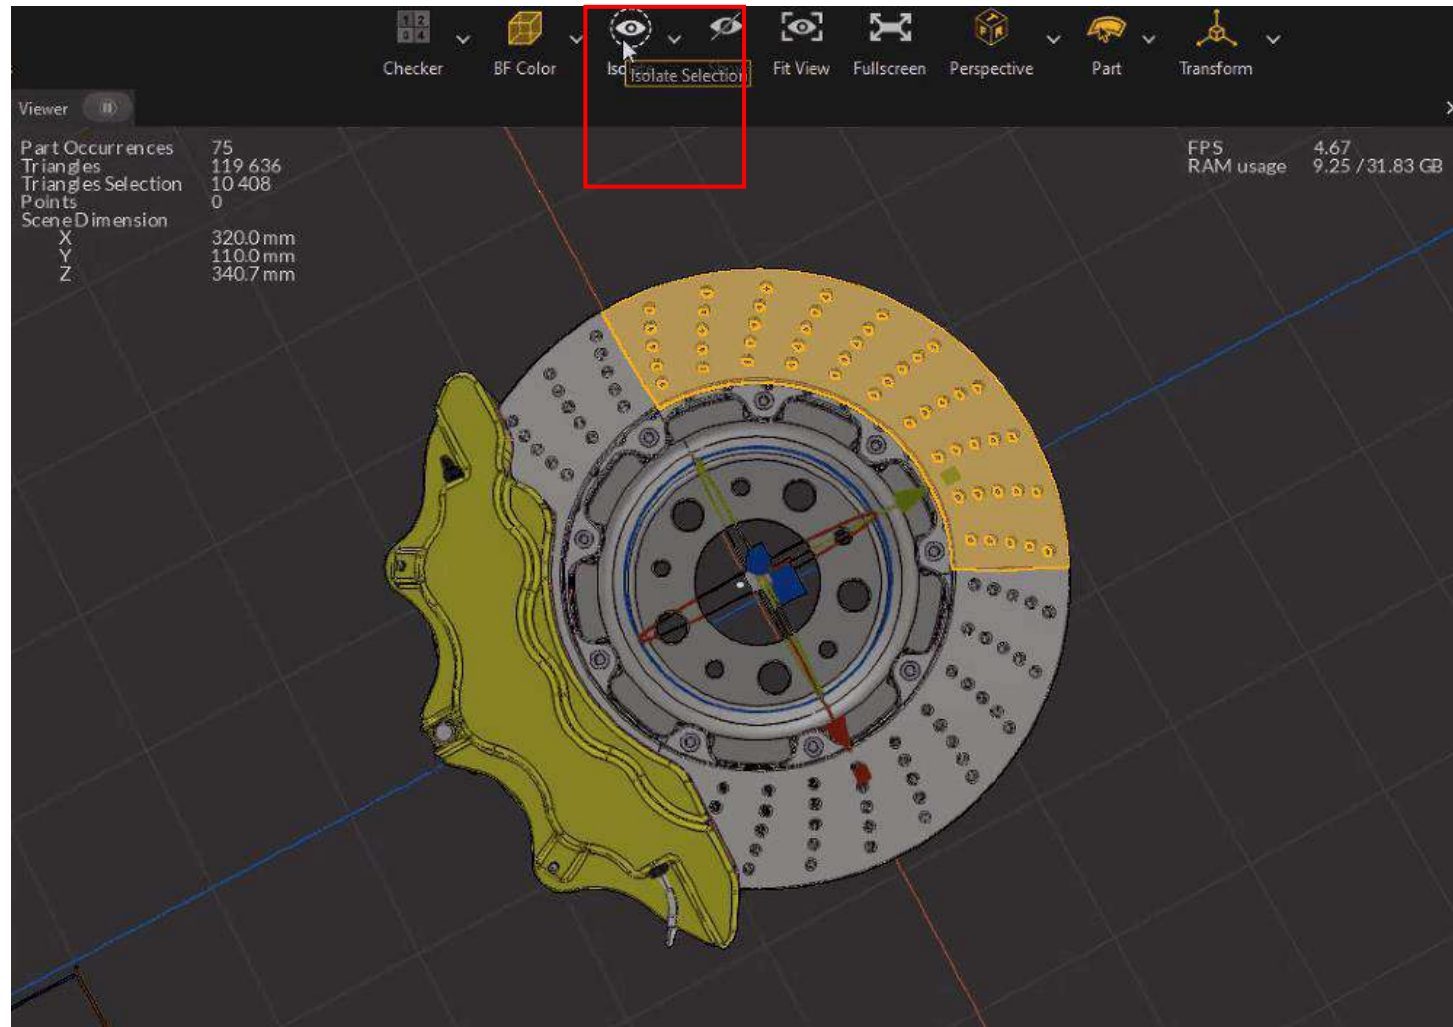 Checker BF Color Fit View Fullscreen Perspective Part Transform
Isolate Selection
Viewer
Part Occurrences 75
Triangles 119 636
Triangles Selection 10 408
Points 0
Scene Dimension
X 320.0 mm
Y 110.0 mm
Z 340.7 mm
FPS 4.67
RAM usage 9.25 / 31.83 GB